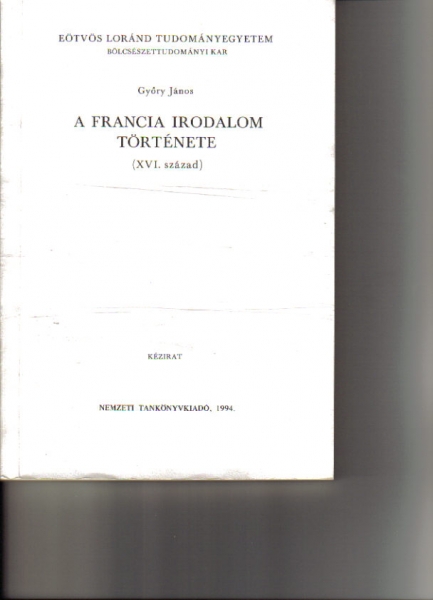 EÖTVÖS LORÁND TUDOMÁNYEGYETEM
BÖLCSÉSZETTUDOMÁNYI KAR
Győry János
A FRANCIA IRODALOM
TÖRTÉNETE
(XVI. század)
KÉZIRAT
NEMZETI TANKÖNYVKIADÓ, 1994.